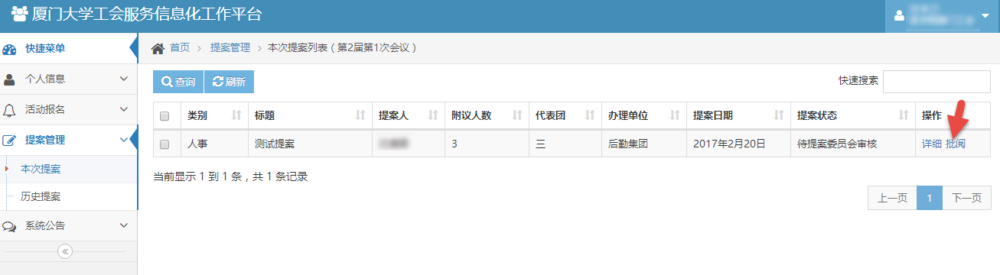 厦门大学工会服务信息化工作平台
快捷菜单
个人信息
活动报名
提案管理
本次提案
历史提案
系统公告
首页 提案管理 本次提案列表（第2届第1次会议）
查询 刷新
快速搜索
类别 标题 提案人 附议人数 代表团 办理单位 提案日期 提案状态 操作
人事 测试提案 3 三 后勤集团 2017年2月20日 待提案委员会审核 详细 批阅
当前显示 1 到 1 条，共 1 条记录
上一页 1 下一页